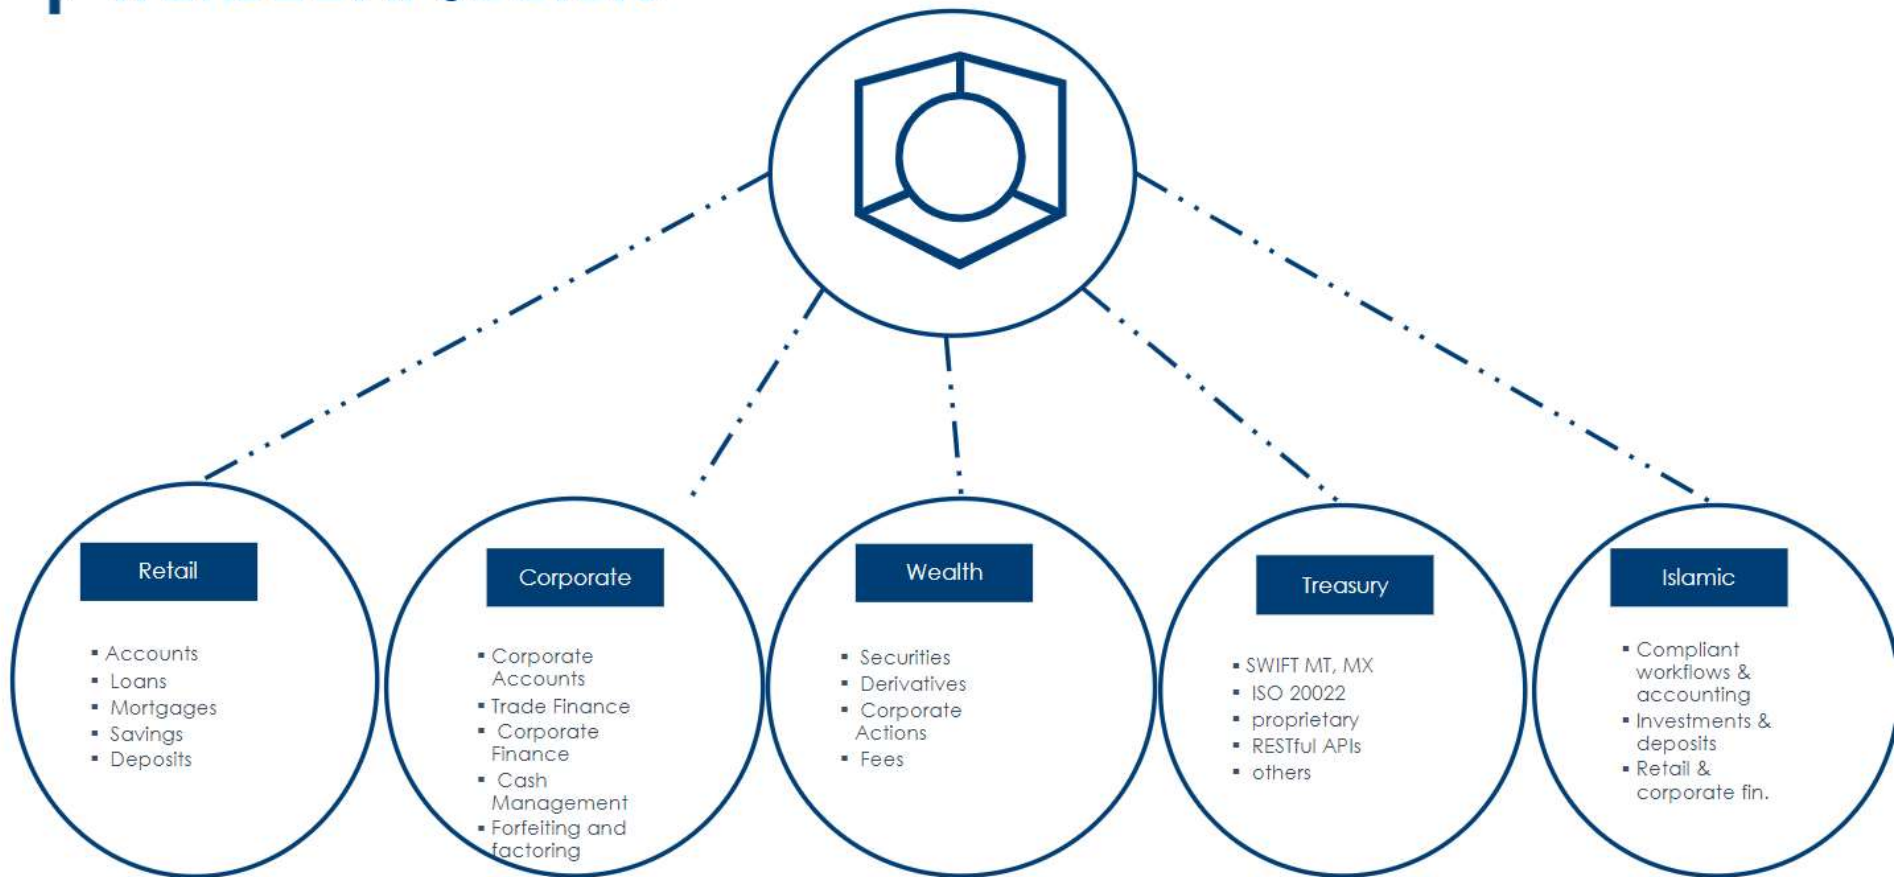 Retail
▪ Accounts
▪ Loans
▪ Mortgages
▪ Savings
▪ Deposits
Corporate
▪ Corporate
Accounts
▪ Trade Finance
▪ Corporate
Finance
▪ Cash
Management
▪ Forfeiting and
factoring
Wealth
▪ Securities
▪ Derivatives
▪ Corporate
Actions
▪ Fees
Treasury
▪ SWIFT MT, MX
▪ ISO 20022
▪ proprietary
▪ RESTful APIs
▪ others
Islamic
▪ Compliant
workflows &
accounting
▪ Investments &
deposits
▪ Retail &
corporate fin.